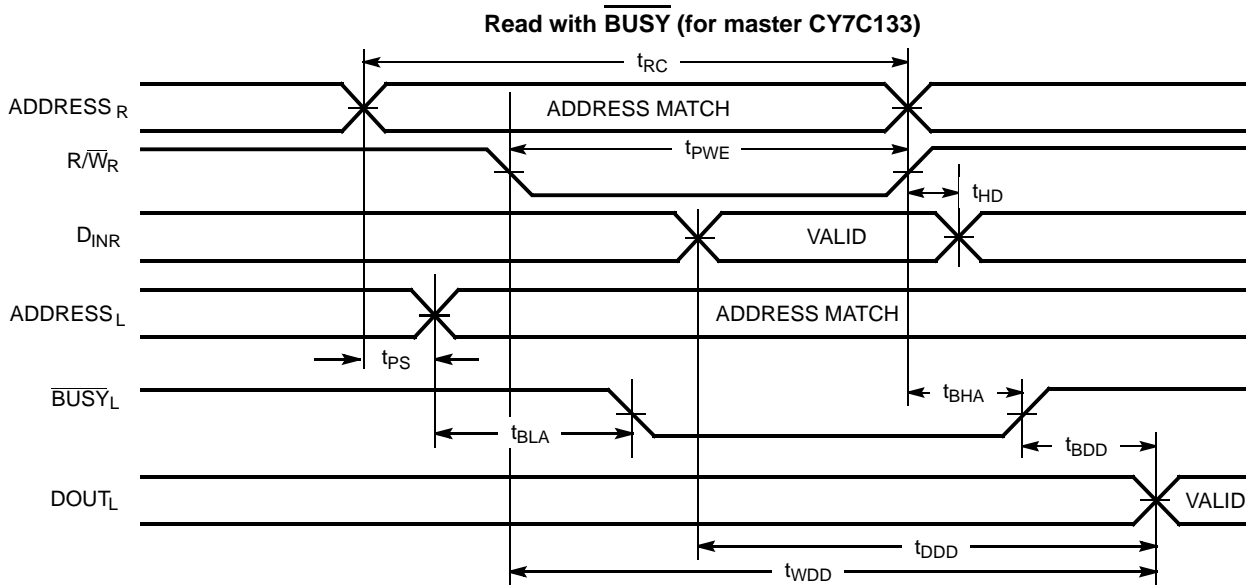 Read with BUSY (for master CY7C133)
tRC
ADDRESS R
ADDRESS MATCH
R/WR
tPWE
tHD
DINR
VALID
ADDRESSL
ADDRESS MATCH
tPS
BUSYL
tBHA
tBLA
tBDD
DOUTL
VALID
tDDD
tWDD